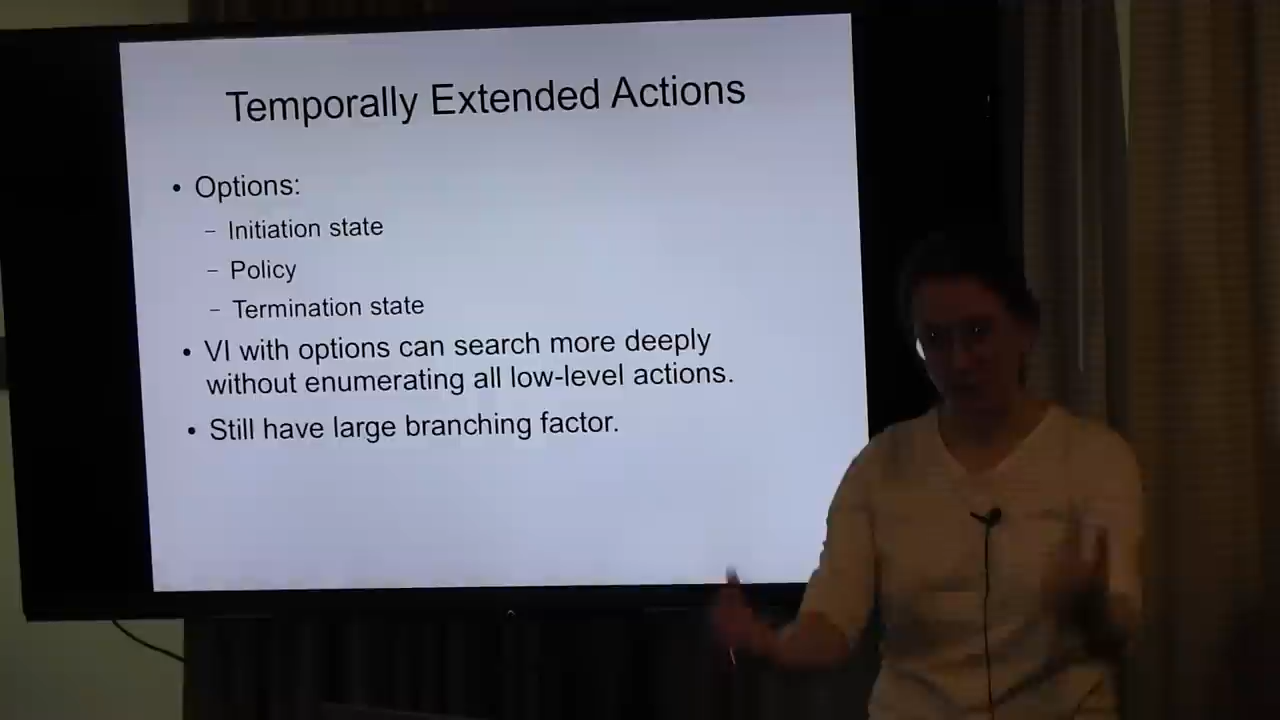 Temporally Extended Actions
• Options:
– Initiation state
– Policy
– Termination state
• VI with options can search more deeply
without enumerating all low-level actions.
• Still have large branching factor.